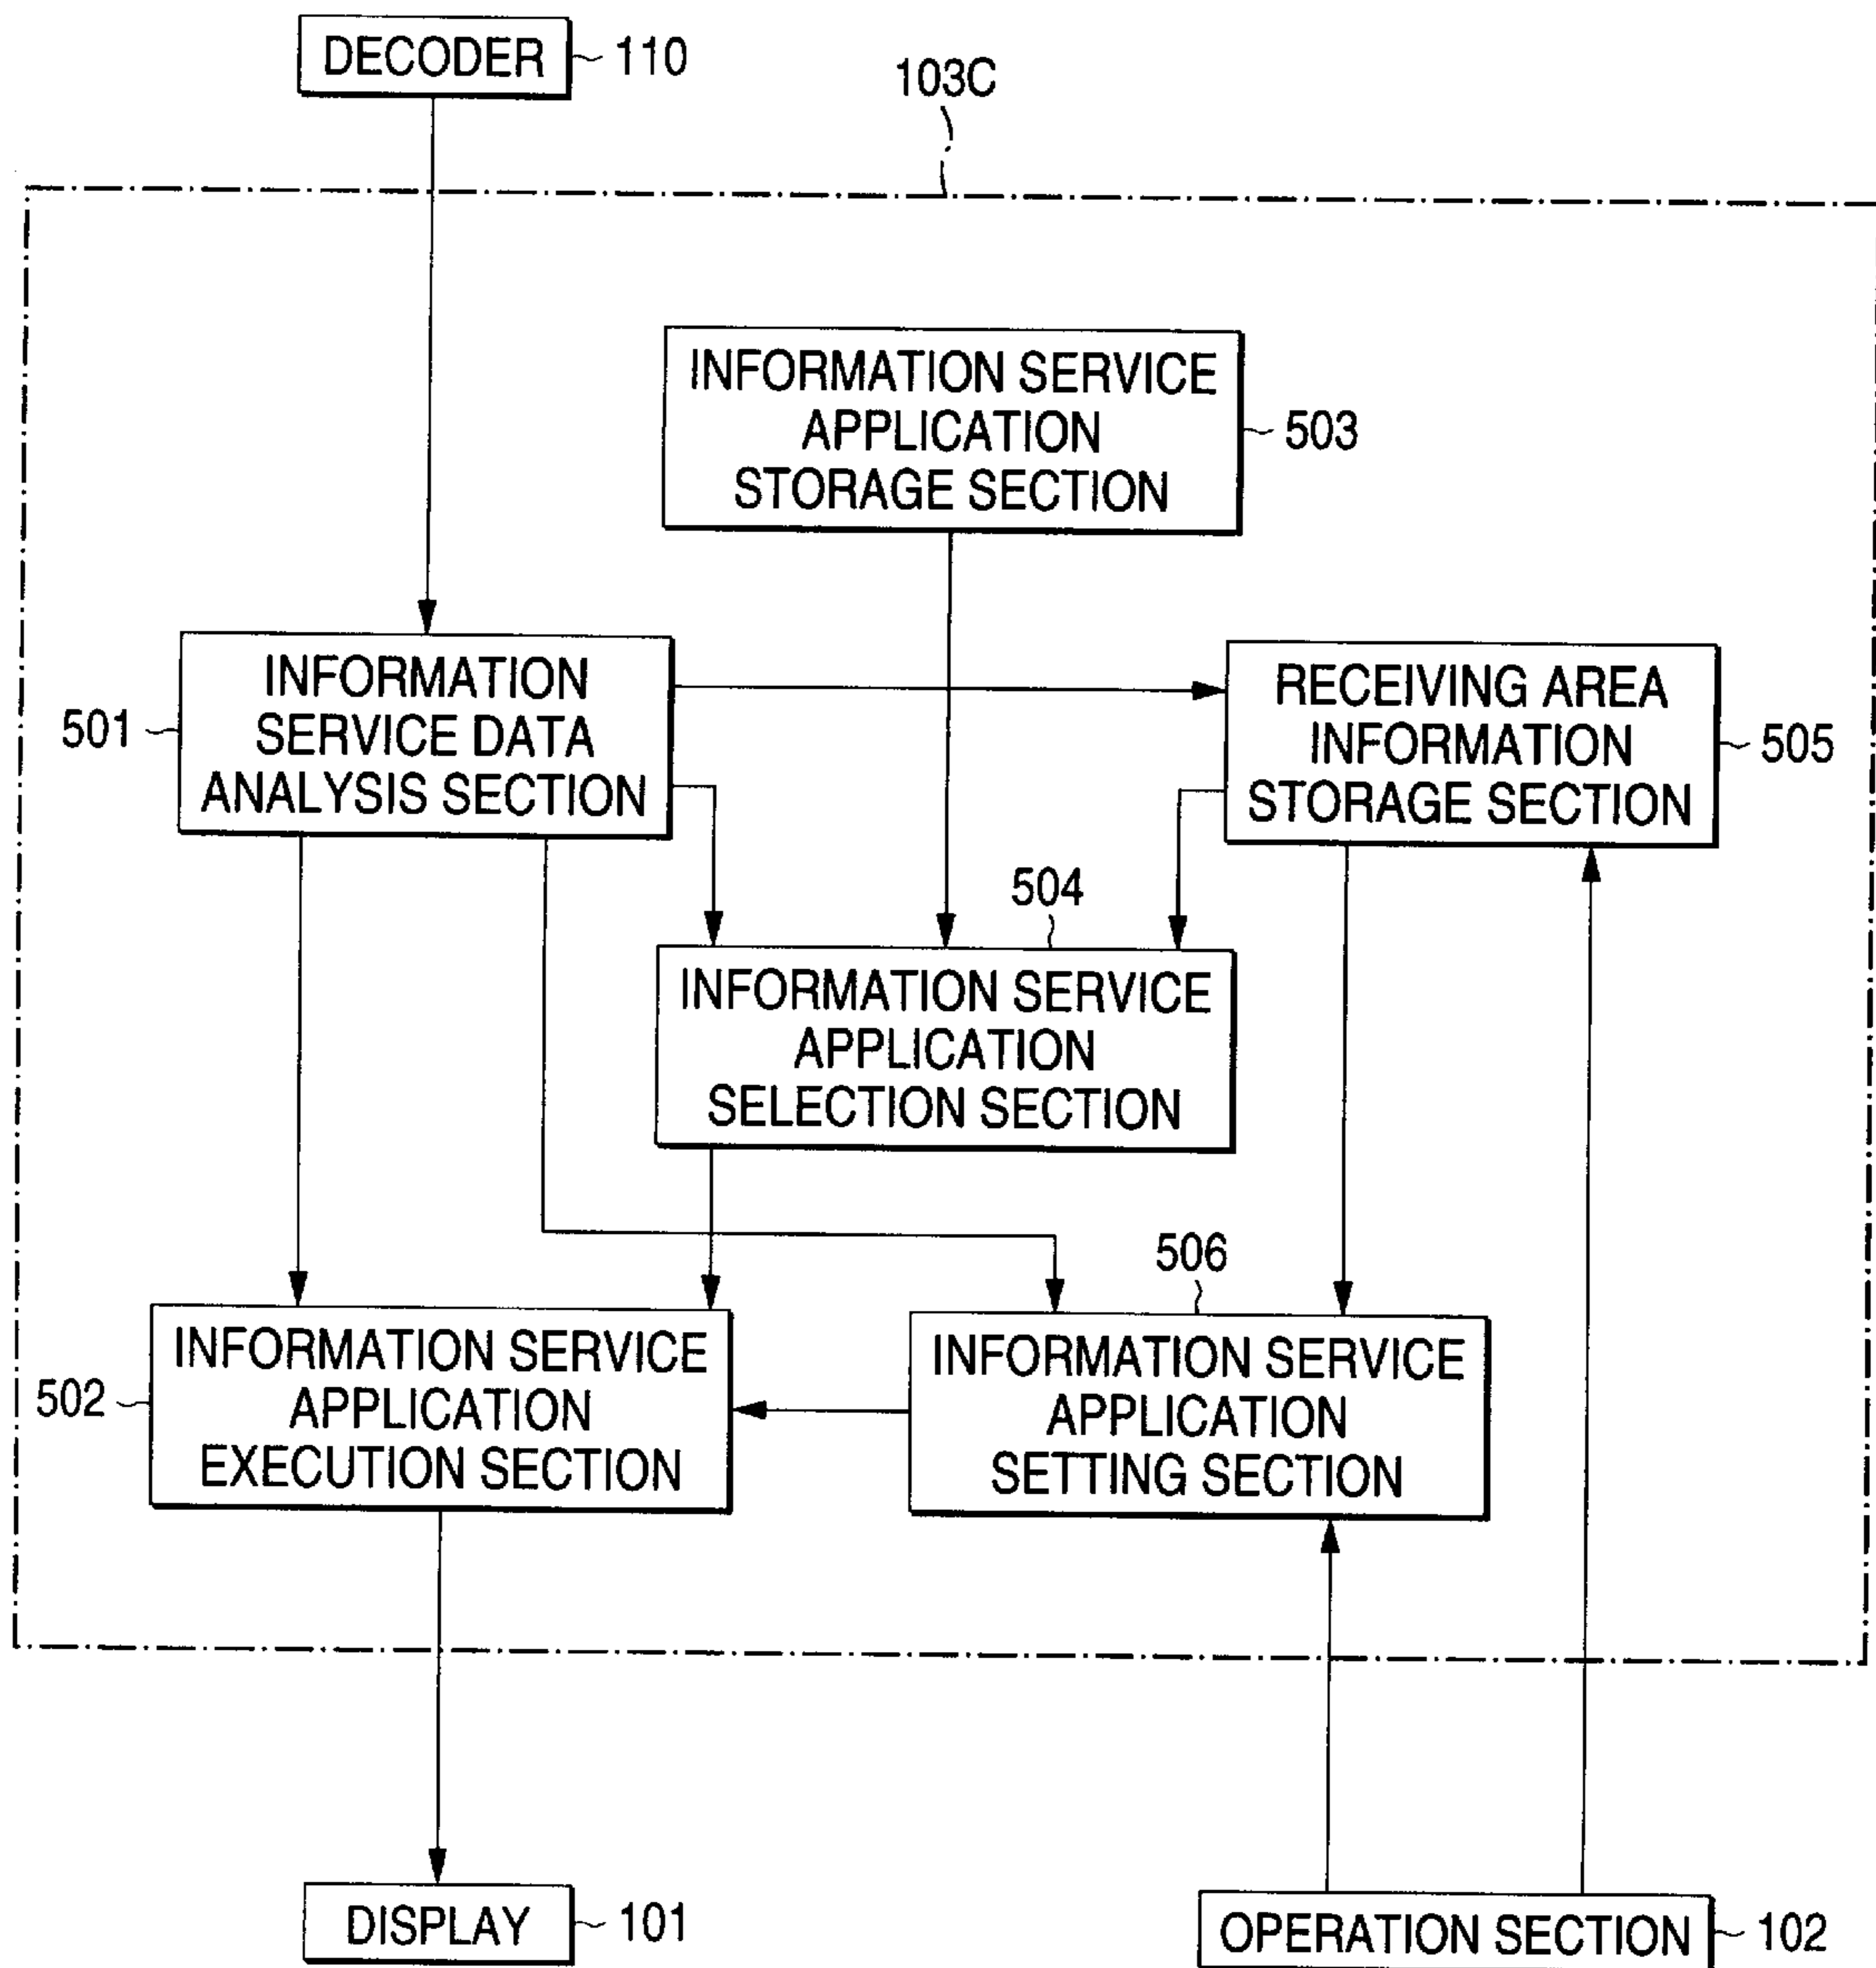 DECODER
110
103C
INFORMATION SERVICE
APPLICATION
STORAGE SECTION
503
INFORMATION
SERVICE DATA
ANALYSIS SECTION
501
RECEIVING AREA
INFORMATION
STORAGE SECTION
505
504
INFORMATION SERVICE
APPLICATION
SELECTION SECTION
506
INFORMATION SERVICE
APPLICATION
EXECUTION SECTION
502
INFORMATION SERVICE
APPLICATION
SETTING SECTION
DISPLAY
101
OPERATION SECTION
102